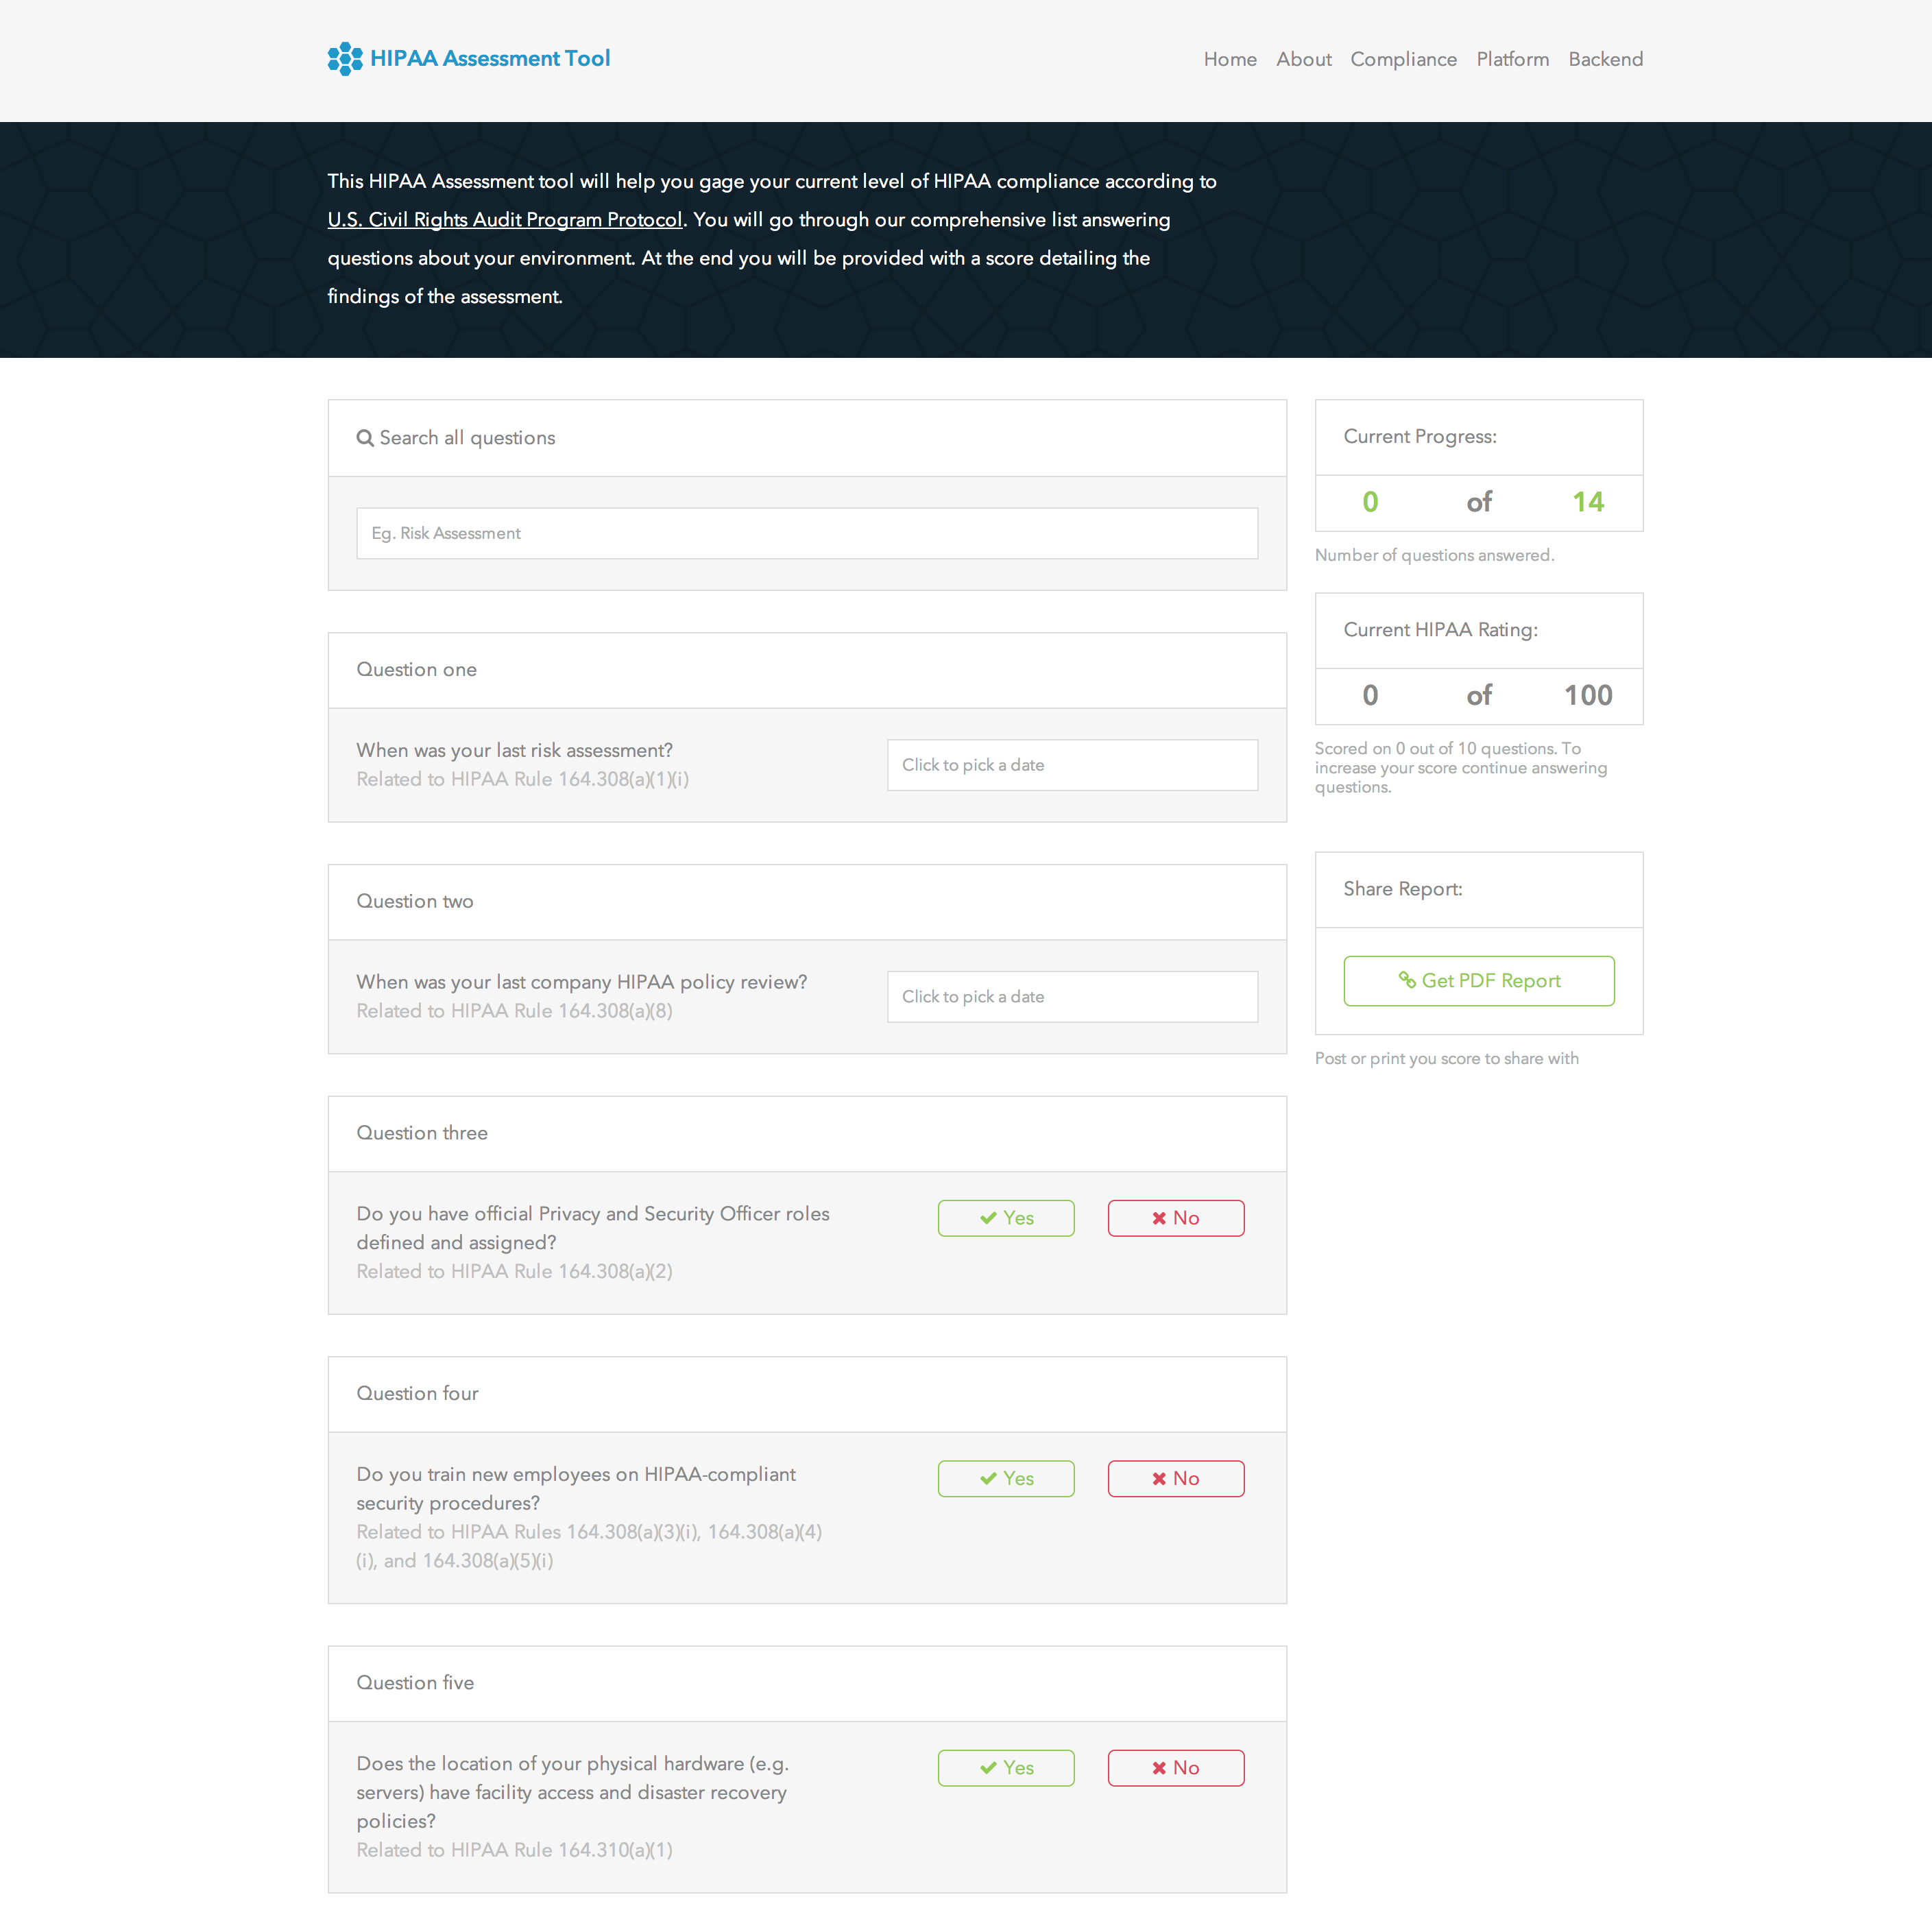 HIPAA Assessment Tool
Home About Compliance Platform Backend
This HIPAA Assessment tool will help you gage your current level of HIPAA compliance according to
U.S. Civil Rights Audit Program Protocol. You will go through our comprehensive list answering
questions about your environment. At the end you will be provided with a score detailing the
findings of the assessment.
Search all questions
Eg. Risk Assessment
Question one
When was your last risk assessment?
Related to HIPAA Rule 164.308(a)(1)(i)
Click to pick a date
Question two
When was your last company HIPAA policy review?
Related to HIPAA Rule 164.308(a)(8)
Click to pick a date
Question three
Do you have official Privacy and Security Officer roles
defined and assigned?
Related to HIPAA Rule 164.308(a)(2)
Yes No
Question four
Do you train new employees on HIPAA-compliant
security procedures?
Related to HIPAA Rules 164.308(a)(3)(i), 164.308(a)(4)
(i), and 164.308(a)(5)(i)
Yes No
Question five
Does the location of your physical hardware (e.g.
servers) have facility access and disaster recovery
policies?
Related to HIPAA Rule 164.310(a)(1)
Yes No
Current Progress:
0 of 14
Number of questions answered.
Current HIPAA Rating:
0 of 100
Scored on 0 out of 10 questions. To
increase your score continue answering
questions.
Share Report:
Get PDF Report
Post or print you score to share with